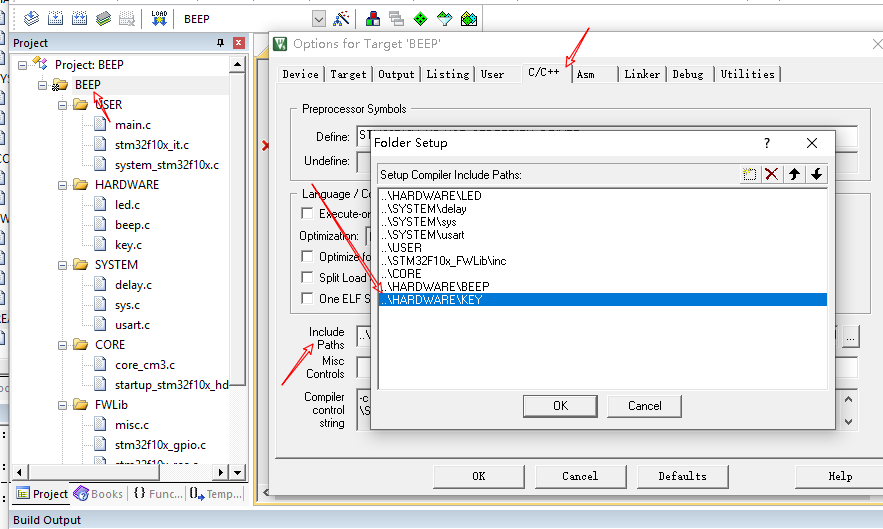 LOAD
BEEP
Project
Project: BEEP
BEEP
USER
main.c
stm32f10x_it.c
system_stm32f10x.c
HARDWARE
led.c
beep.c
key.c
SYSTEM
delay.c
sys.c
usart.c
CORE
core_cm3.c
startup_stm32f10x_hd
FWLib
misc.c
stm32f10x_gpio.c
Project
Books
{} Func...
Temp...
Build Output
Options for Target 'BEEP'
Device
Target
Output
Listing
User
C/C++
Asm
Linker
Debug
Utilities
Preprocessor Symbols
Define:
Undefine:
Language / Co
Execute-or
Optimization:
Optimize fo
Split Load
One ELF S
Include
Paths
..\
...
Misc
Controls
Compiler
control
string
-c
\S
OK
Cancel
Defaults
Help
Folder Setup
?
Setup Compiler Include Paths:
..\HARDWARE\LED
..\SYSTEM\delay
..\SYSTEM\sys
..\SYSTEM\usart
..\USER
..\STM32F10x_FWLib\inc
..\CORE
..\HARDWARE\BEEP
..\HARDWARE\KEY
OK
Cancel